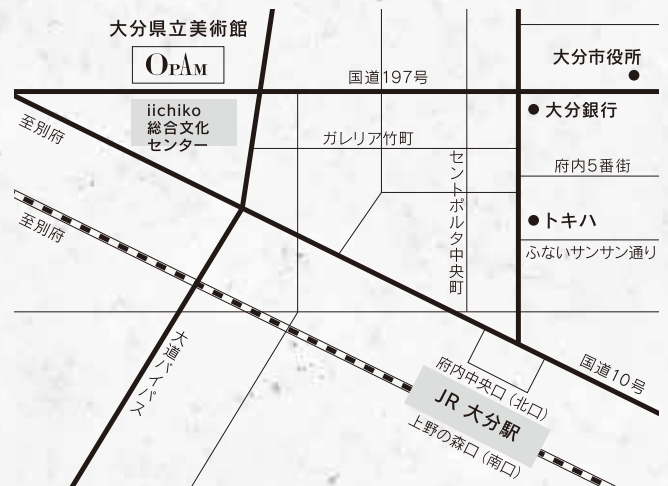 大分県立美術館
OPAM
国道197号
大分市役所
iichiko
総合文化
センター
大分銀行
至別府
ガレリア竹町
セントポルタ中央町
府内5番街
トキハ
至別府
ふないサンサン通り
大道バイパス
国道10号
府内中央口(北口)
JR 大分駅
上野の森口(南口)